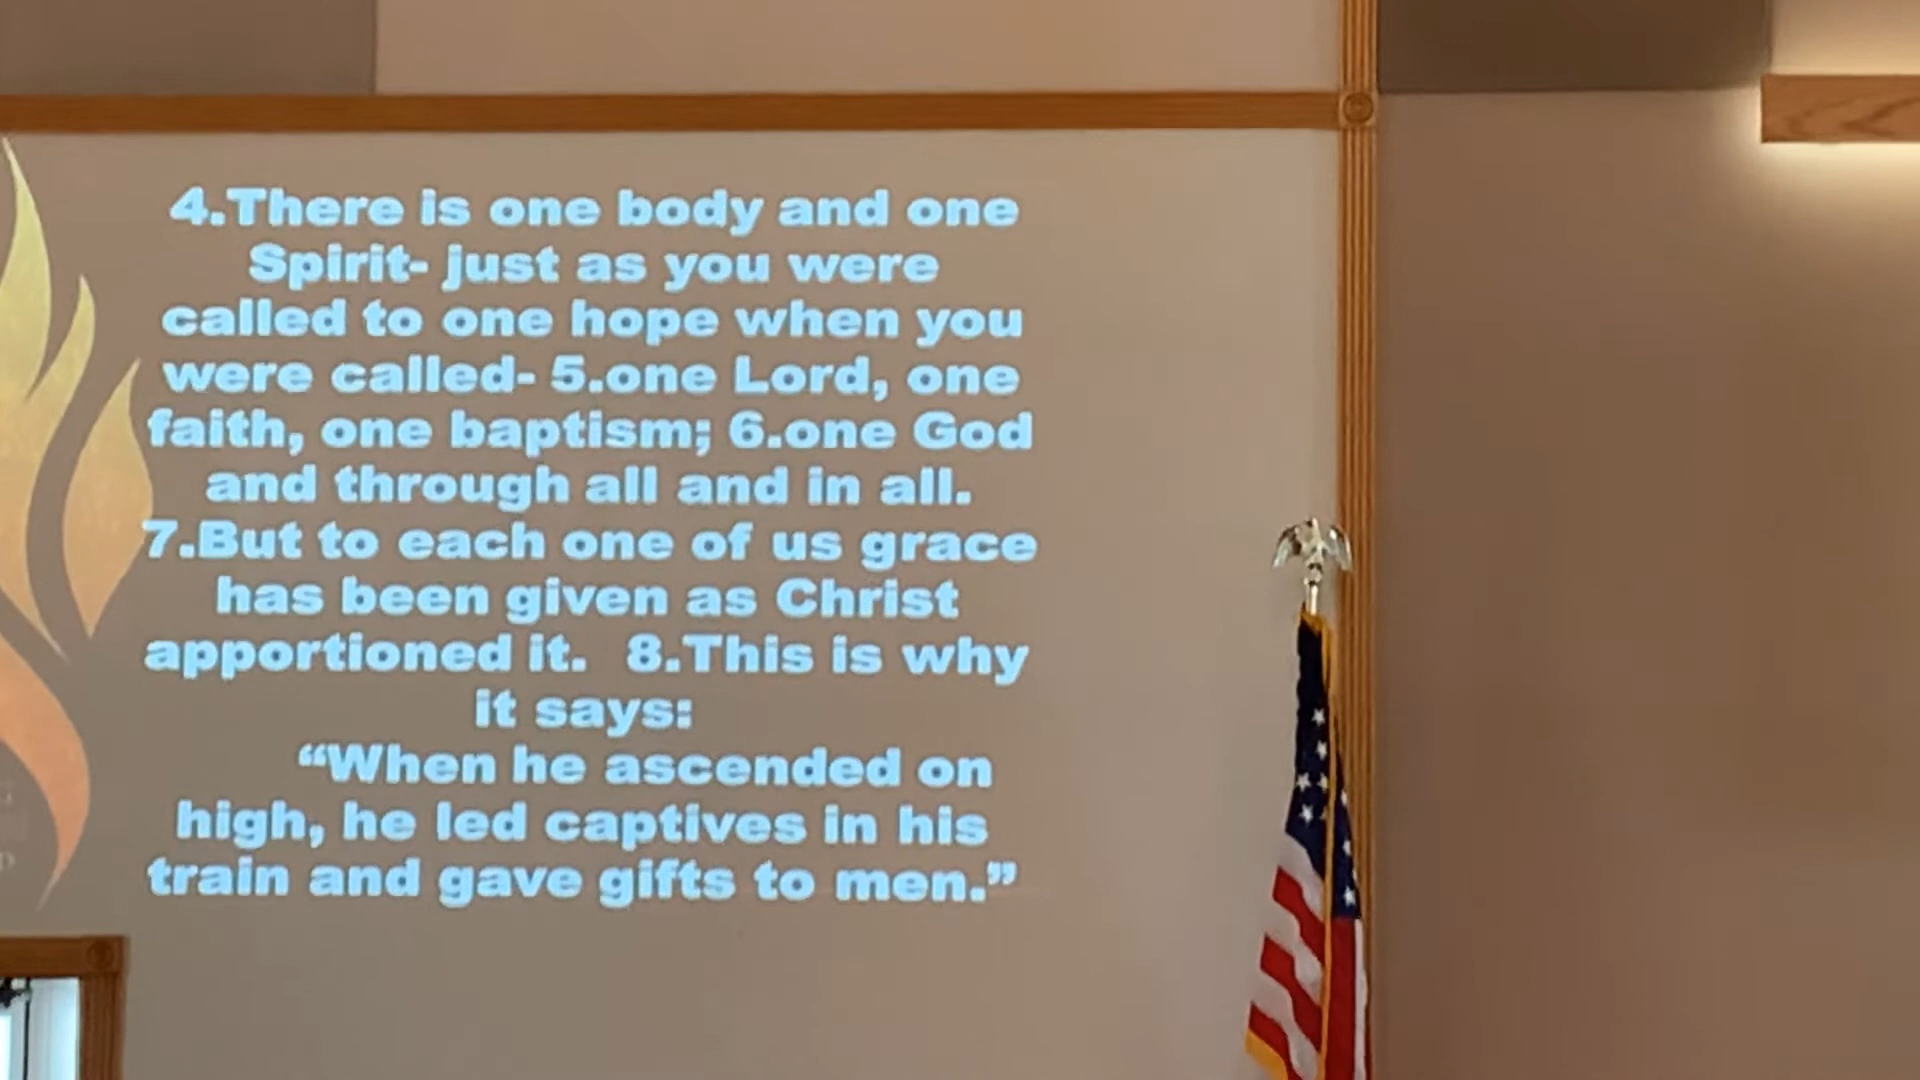 4.There is one body and one
Spirit- just as you were
called to one hope when you
were called- 5.one Lord, one
faith, one baptism; 6.one God
and through all and in all.
7.But to each one of us grace
has been given as Christ
apportioned it. 8.This is why
it says:
“When he ascended on
high, he led captives in his
train and gave gifts to men.”